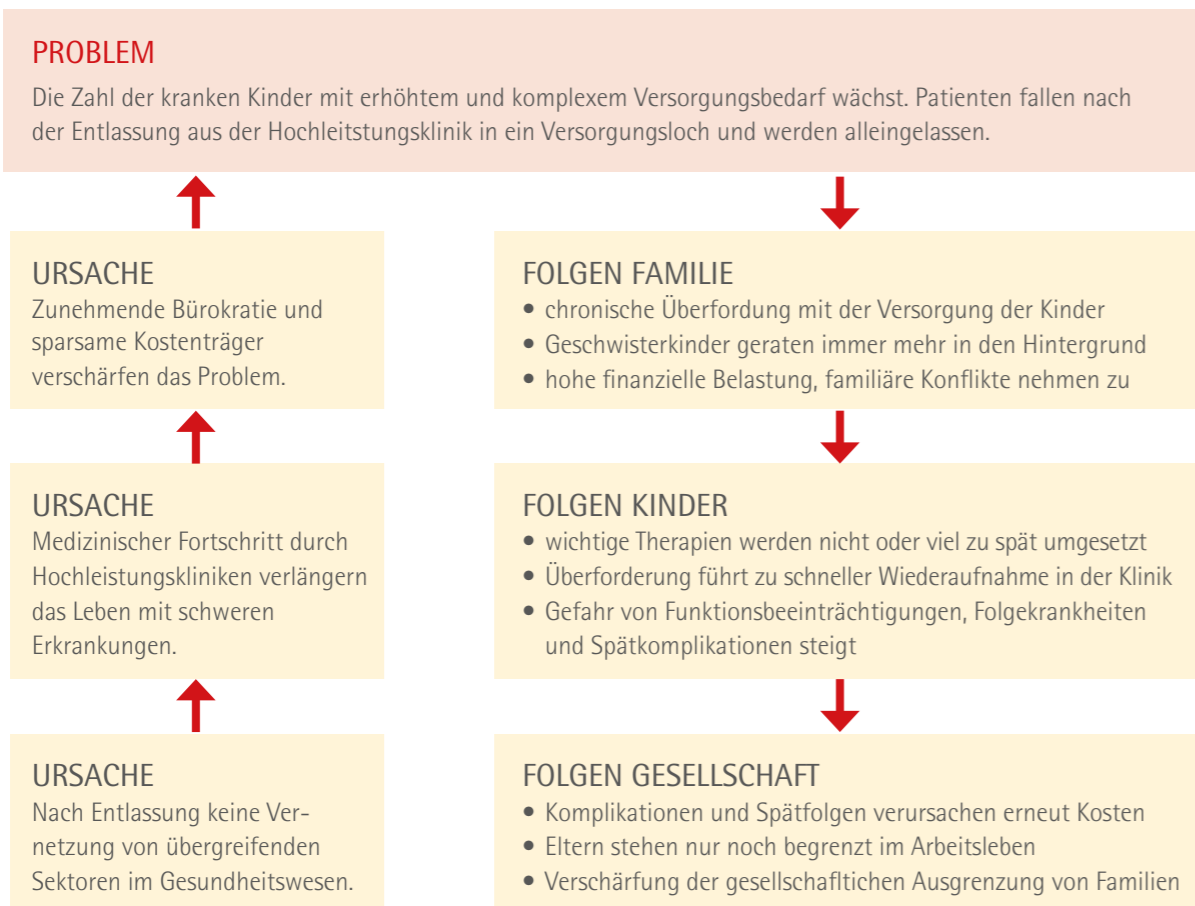 PROBLEM
Die Zahl der kranken Kinder mit erhöhtem und komplexem Versorgungsbedarf wächst. Patienten fallen nach
der Entlassung aus der Hochleitstungsklinik in ein Versorgungsloch und werden alleingelassen.
URSACHE
Zunehmende Bürokratie und
sparsame Kostenträger
verschärfen das Problem.
URSACHE
Medizinischer Fortschritt durch
Hochleistungskliniken verlängern
das Leben mit schweren
Erkrankungen.
URSACHE
Nach Entlassung keine Ver-
netzung von übergreifenden
Sektoren im Gesundheitswesen.
FOLGEN FAMILIE
• chronische Überfordung mit der Versorgung der Kinder
• Geschwisterkinder geraten immer mehr in den Hintergrund
• hohe finanzielle Belastung, familiäre Konflikte nehmen zu
FOLGEN KINDER
• wichtige Therapien werden nicht oder viel zu spät umgesetzt
• Überforderung führt zu schneller Wiederaufnahme in der Klinik
• Gefahr von Funktionsbeeinträchtigungen, Folgekrankheiten
und Spätkomplikationen steigt
FOLGEN GESELLSCHAFT
• Komplikationen und Spätfolgen verursachen erneut Kosten
• Eltern stehen nur noch begrenzt im Arbeitsleben
• Verschärfung der gesellschafltichen Ausgrenzung von Familien